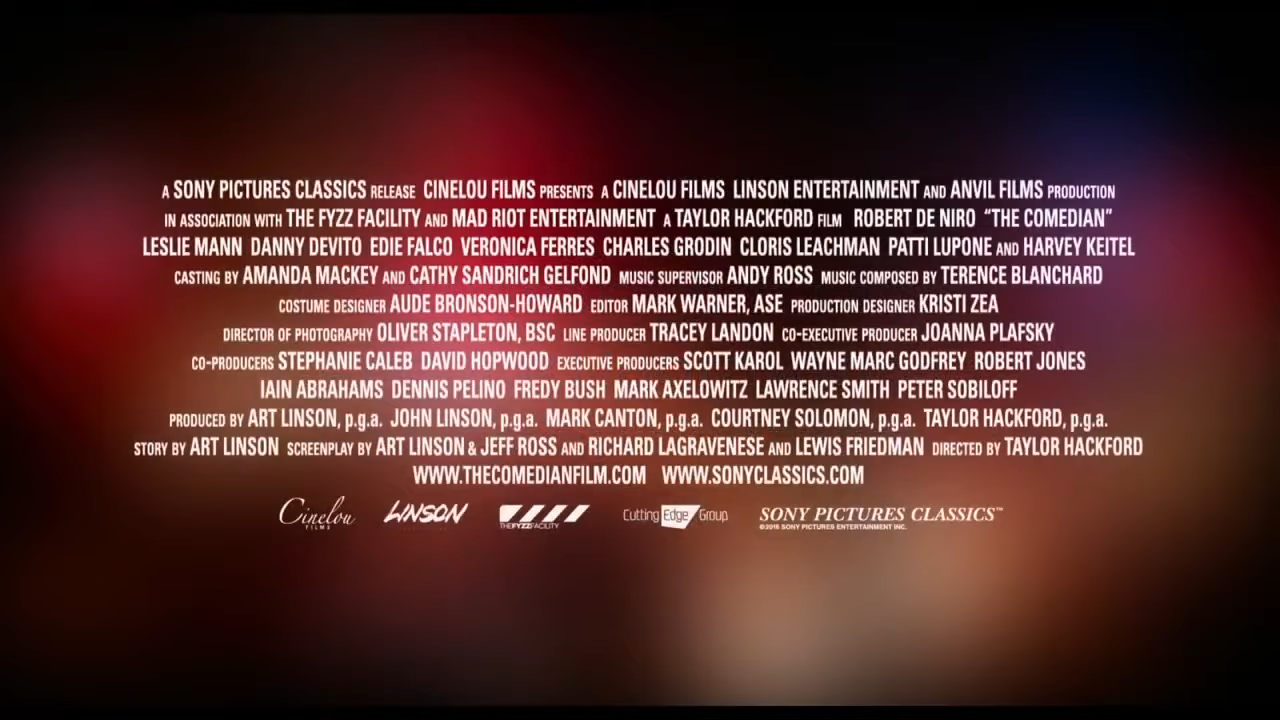 A SONY PICTURES CLASSICS RELEASE CINELOU FILMS PRESENTS A CINELOU FILMS LINSON ENTERTAINMENT AND ANVIL FILMS PRODUCTION
IN ASSOCIATION WITH THE FYZZ FACILITY AND MAD RIOT ENTERTAINMENT A TAYLOR HACKFORD FILM ROBERT DE NIRO “THE COMEDIAN”
LESLIE MANN DANNY DEVITO EDIE FALCO VERONICA FERRES CHARLES GRODIN CLORIS LEACHMAN PATTI LUPONE AND HARVEY KEITEL
CASTING BY AMANDA MACKEY AND CATHY SANDRICH GELFOND MUSIC SUPERVISOR ANDY ROSS MUSIC COMPOSED BY TERENCE BLANCHARD
COSTUME DESIGNER AUDE BRONSON-HOWARD EDITOR MARK WARNER, ASE PRODUCTION DESIGNER KRISTI ZEA
DIRECTOR OF PHOTOGRAPHY OLIVER STAPLETON, BSC LINE PRODUCER TRACEY LANDON CO-EXECUTIVE PRODUCER JOANNA PLAFSKY
CO-PRODUCERS STEPHANIE CALEB DAVID HOPWOOD EXECUTIVE PRODUCERS SCOTT KAROL WAYNE MARC GODFREY ROBERT JONES
IAIN ABRAHAMS DENNIS PELINO FREDY BUSH MARK AXELOWITZ LAWRENCE SMITH PETER SOBILOFF
PRODUCED BY ART LINSON, p.g.a. JOHN LINSON, p.g.a. MARK CANTON, p.g.a. COURTNEY SOLOMON, p.g.a. TAYLOR HACKFORD, p.g.a.
STORY BY ART LINSON SCREENPLAY BY ART LINSON & JEFF ROSS AND RICHARD LAGRAVENESE AND LEWIS FRIEDMAN DIRECTED BY TAYLOR HACKFORD
WWW.THECOMEDIANFILM.COM WWW.SONYCLASSICS.COM
Cinelou FILMS LINSON THEFYZZFACILITY Cutting Edge Group SONY PICTURES CLASSICS™
©2016 SONY PICTURES ENTERTAINMENT INC.